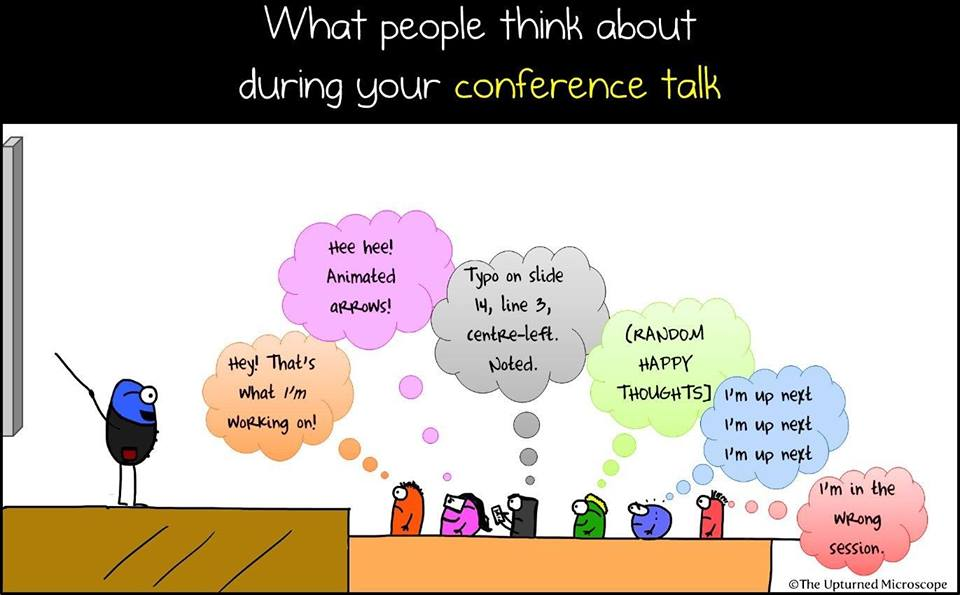 What people think about
during your conference talk
Hey! That's
what I'm
working on!
Hee hee!
Animated
arrows!
Typo on slide
14, line 3,
centre-left.
Noted.
(RANDOM
HAPPY
THOUGHTS]
I'm up next
I'm up next
I'm up next
I'm in the
wrong
session.
©The Upturned Microscope